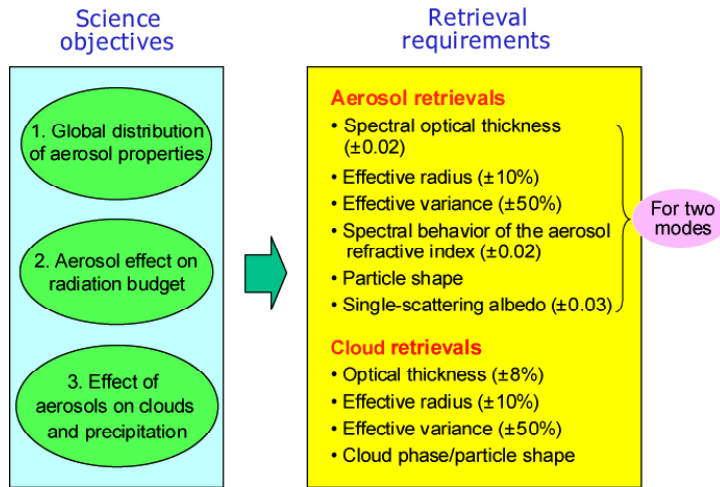 Science
objectives
1. Global distribution
of aerosol properties
2. Aerosol effect on
radiation budget
3. Effect of
aerosols on clouds
and precipitation
Retrieval
requirements
Aerosol retrievals
• Spectral optical thickness
(±0.02)
• Effective radius (±10%)
• Effective variance (±50%)
• Spectral behavior of the aerosol
refractive index (±0.02)
• Particle shape
• Single-scattering albedo (±0.03)
For two
modes
Cloud retrievals
• Optical thickness (±8%)
• Effective radius (±10%)
• Effective variance (±50%)
• Cloud phase/particle shape